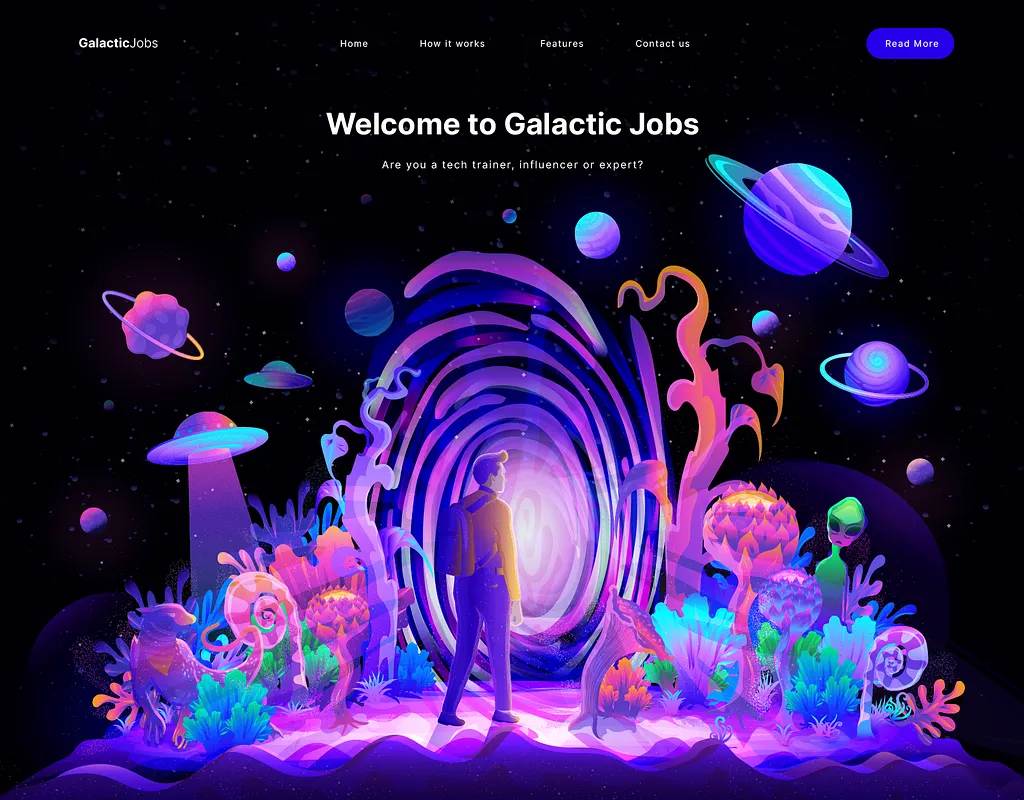 GalacticJobs
Home
How it works
Features
Contact us
Read More
Welcome to Galactic Jobs
Are you a tech trainer, influencer or expert?